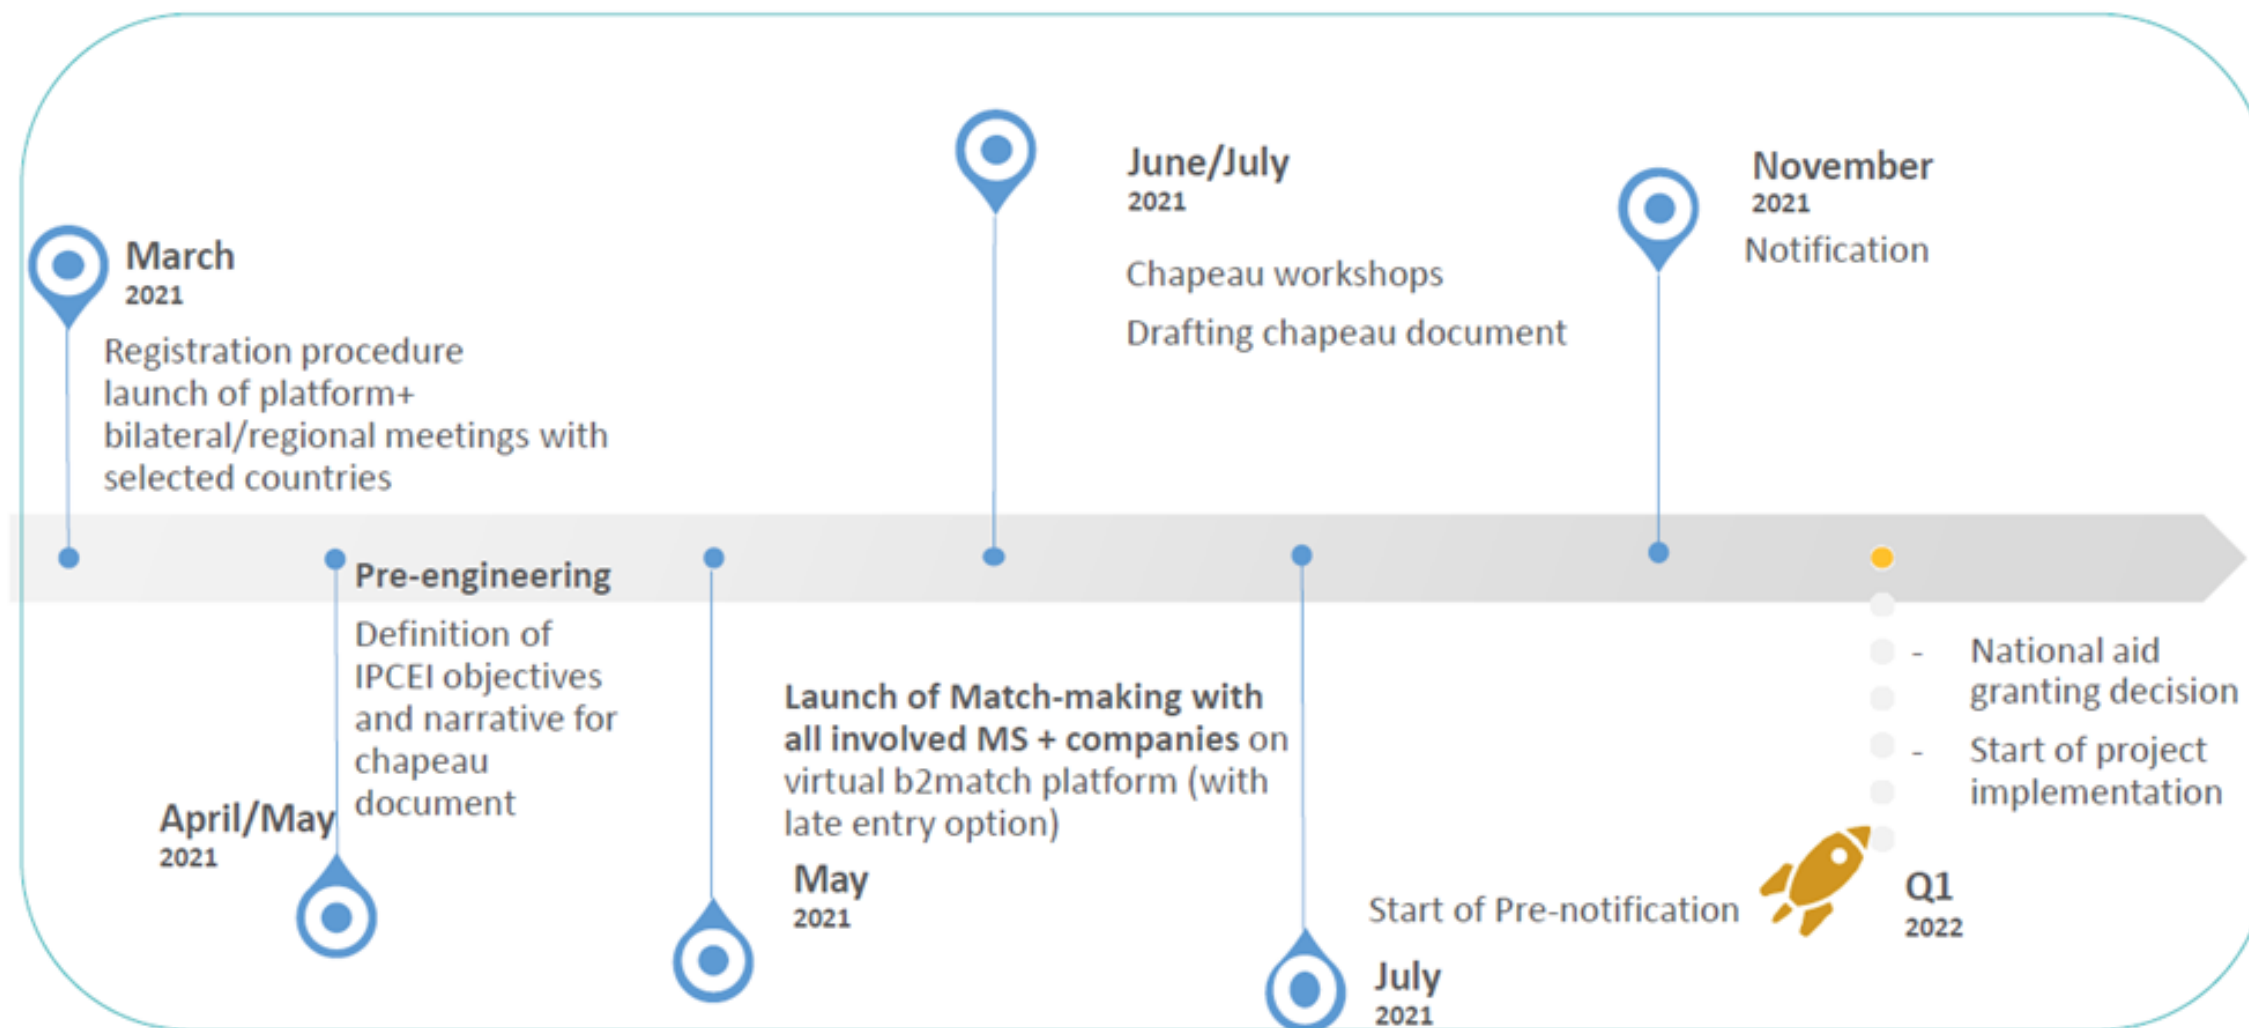 March
2021
Registration procedure
launch of platform+
bilateral/regional meetings with
selected countries
Pre-engineering
Definition of
IPCEI objectives
and narrative for
chapeau
document
April/May
2021
Launch of Match-making with
all involved MS + companies on
virtual b2match platform (with
late entry option)
May
2021
June/July
2021
Chapeau workshops
Drafting chapeau document
Start of Pre-notification
July
2021
November
2021
Notification
- National aid
granting decision
- Start of project
implementation
Q1
2022